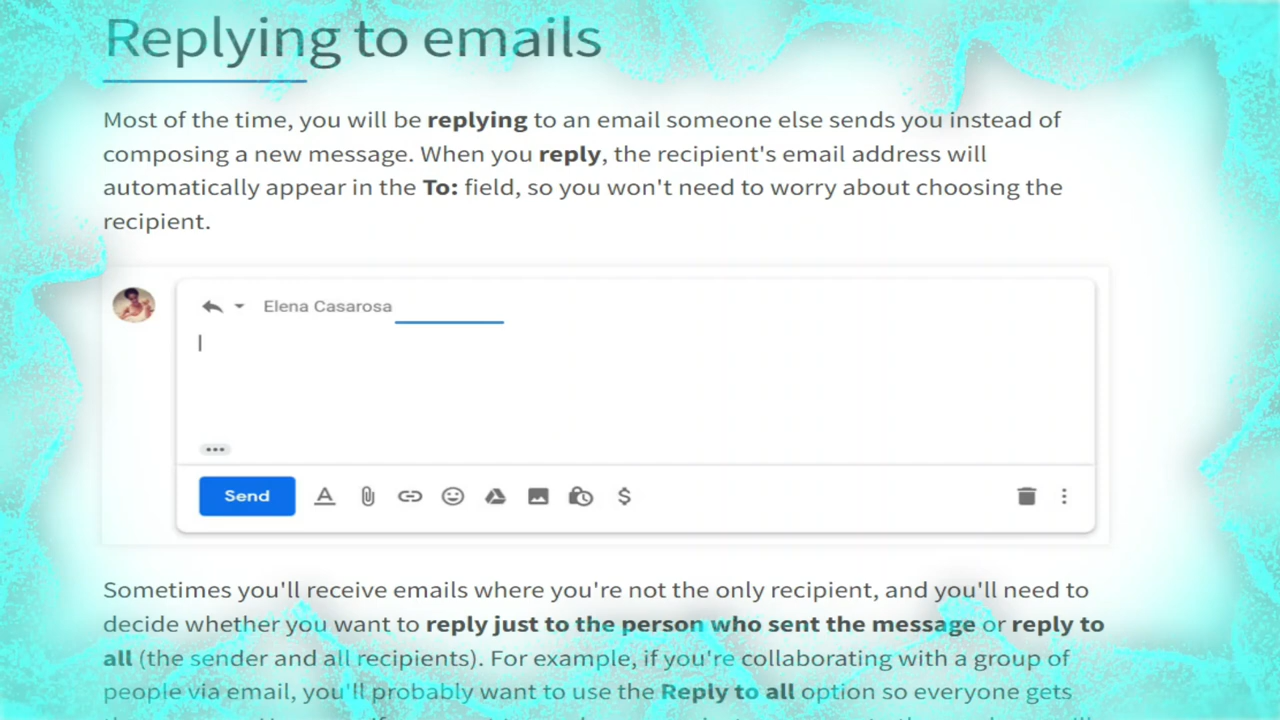 Replying to emails
Most of the time, you will be replying to an email someone else sends you instead of
composing a new message. When you reply, the recipient's email address will
automatically appear in the To: field, so you won't need to worry about choosing the
recipient.
Elena Casarosa
Send
Sometimes you'll receive emails where you're not the only recipient, and you'll need to
decide whether you want to reply just to the person who sent the message or reply to
all (the sender and all recipients). For example, if you're collaborating with a group of
people via email, you'll probably want to use the Reply to all option so everyone gets